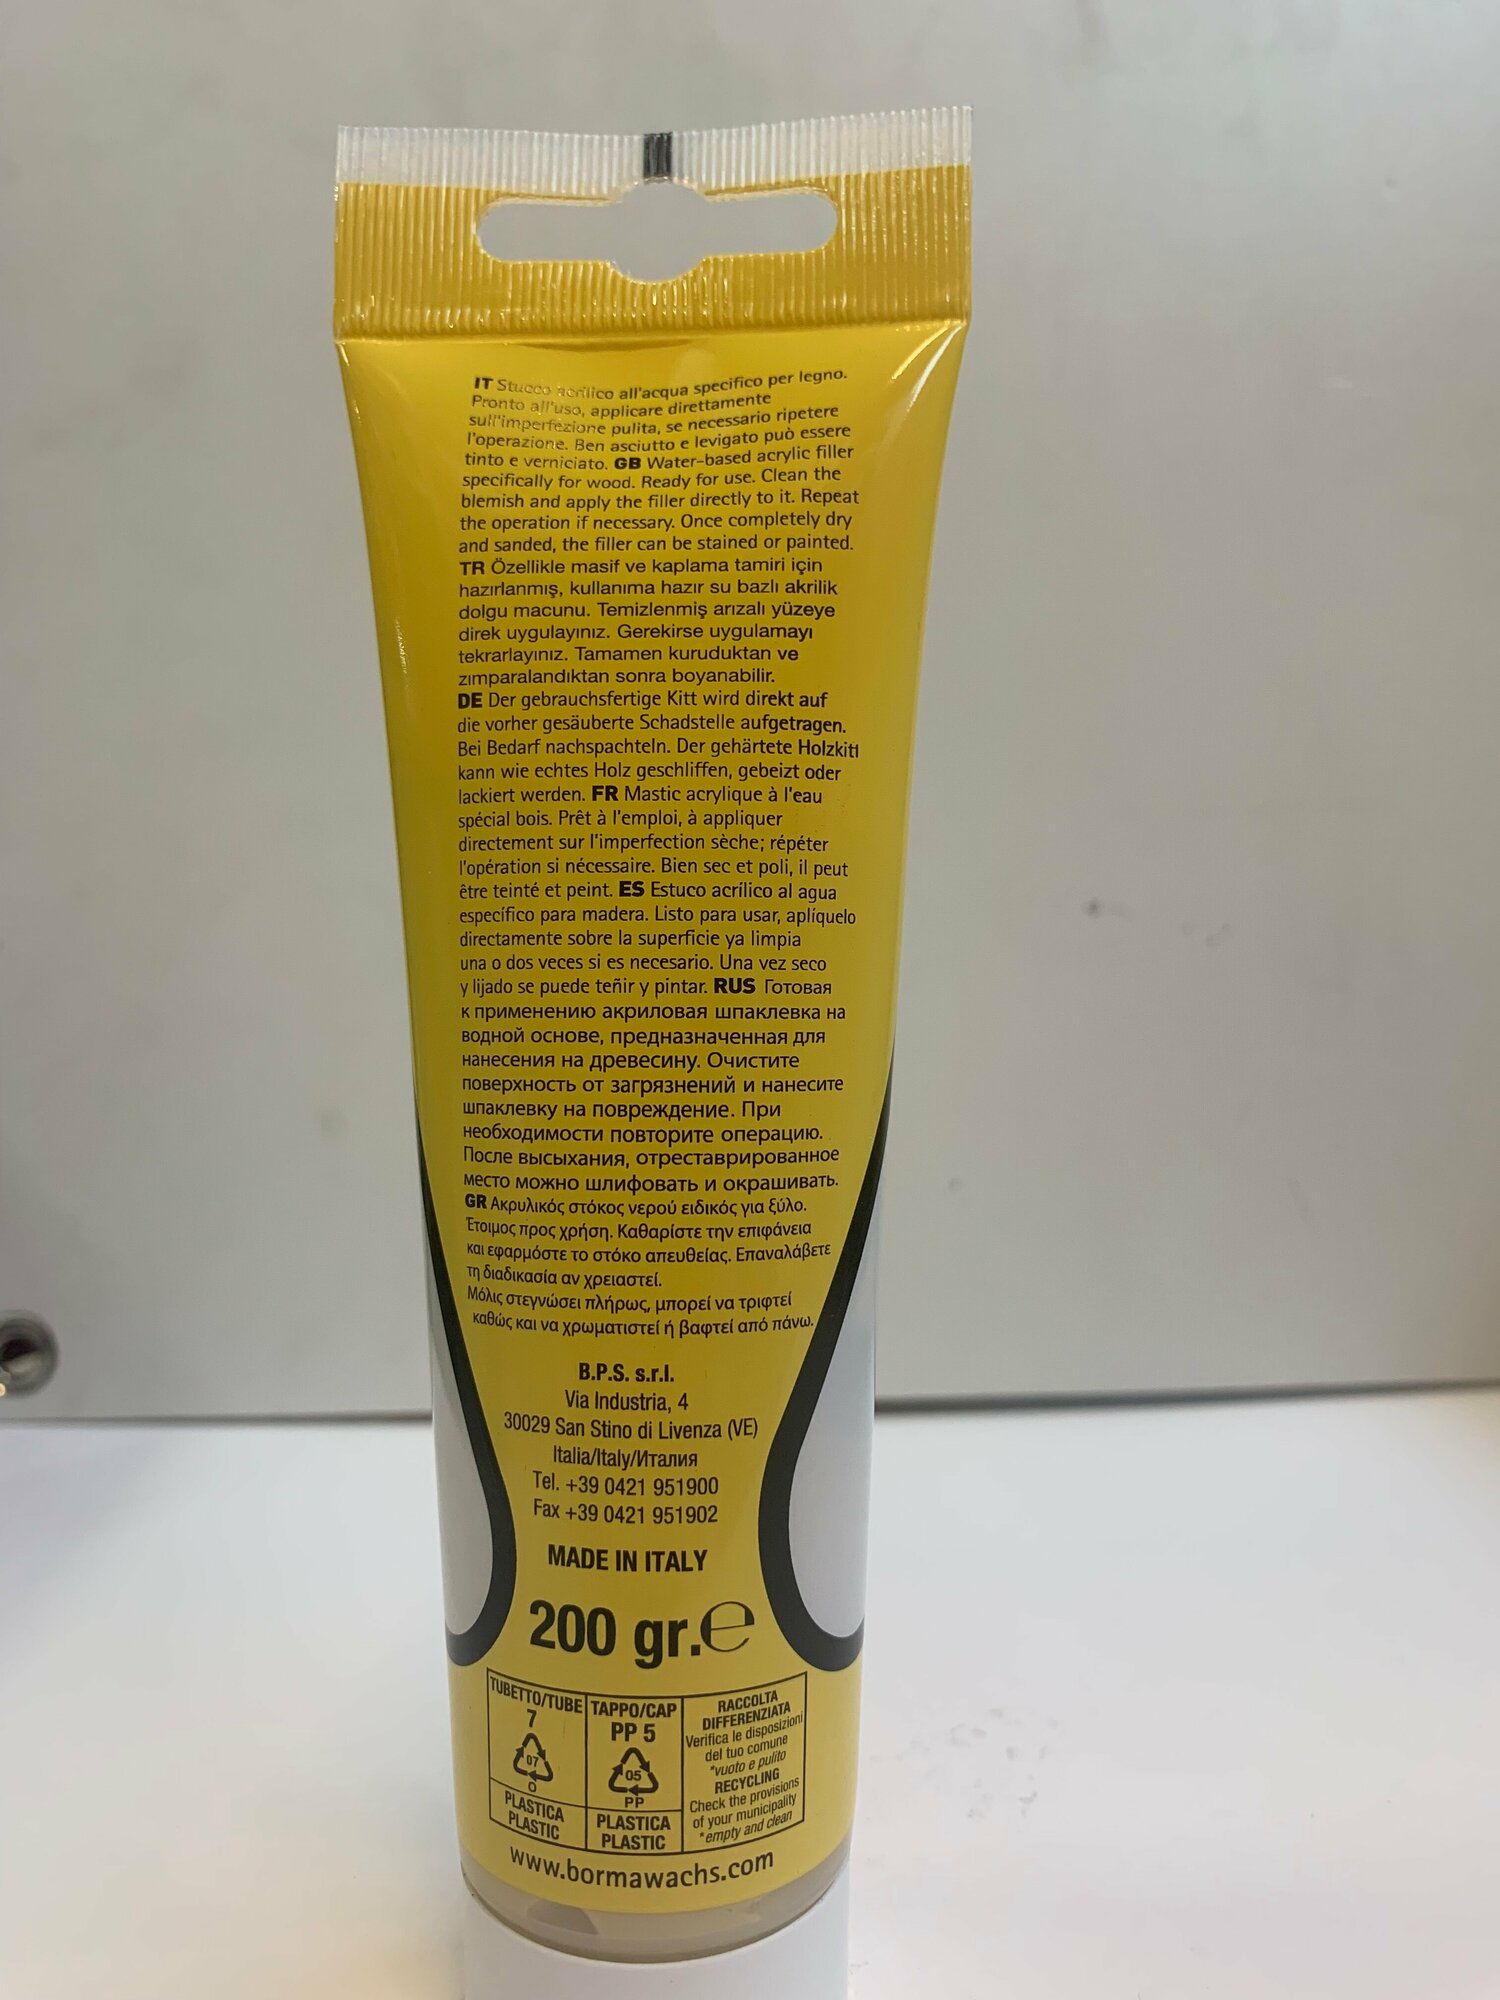 IT Stucco acrilico all'acqua specifico per legno.
Pronto all'uso, applicare direttamente
sull'imperfezione pulita, se necessario ripetere
l'operazione. Ben asciutto e levigato può essere
tinto e verniciato. GB Water-based acrylic filler
specifically for wood. Ready for use. Clean the
blemish and apply the filler directly to it. Repeat
the operation if necessary. Once completely dry
and sanded, the filler can be stained or painted.
TR Özellikle masif ve kaplama tamiri için
hazırlanmış, kullanıma hazır su bazlı akrilik
dolgu macunu. Temizlenmiş arızalı yüzeye
direk uygulayınız. Gerekirse uygulamayı
tekrarlayınız. Tamamen kuruduktan ve
zımparalandıktan sonra boyanabilir.
DE Der gebrauchsfertige Kitt wird direkt auf
die vorher gesäuberte Schadstelle aufgetragen.
Bei Bedarf nachspachteln. Der gehärtete Holzkitt
kann wie echtes Holz geschliffen, gebeizt oder
lackiert werden. FR Mastic acrylique à l'eau
spécial bois. Prêt à l'emploi, à appliquer
directement sur l'imperfection sèche; répéter
l'opération si nécessaire. Bien sec et poli, il peut
être teinté et peint. ES Estuco acrílico al agua
específico para madera. Listo para usar, aplíquelo
directamente sobre la superficie ya limpia
una o dos veces si es necesario. Una vez seco
y lijado se puede teñir y pintar. RUS Готовая
к применению акриловая шпаклевка на
водной основе, предназначенная для
нанесения на древесину. Очистите
поверхность от загрязнений и нанесите
шпаклевку на повреждение. При
необходимости повторите операцию.
После высыхания, отреставрированное
место можно шлифовать и окрашивать.
GR Ακρυλικός στόκος νερού ειδικός για ξύλο.
Έτοιμος προς χρήση. Καθαρίστε την επιφάνεια
και εφαρμόστε το στόκο απευθείας. Επαναλάβετε
τη διαδικασία αν χρειαστεί.
Μόλις στεγνώσει πλήρως, μπορεί να τριφτεί
καθώς και να χρωματιστεί ή βαφτεί από πάνω.
B.P.S. s.r.l.
Via Industria, 4
30029 San Stino di Livenza (VE)
Italia/Italy/Италия
Tel. +39 0421 951900
Fax +39 0421 951902
MADE IN ITALY
200 gr.℮
TUBETTO/TUBE
7
07
O
PLASTICA
PLASTIC
TAPPO/CAP
PP 5
05
PP
PLASTICA
PLASTIC
RACCOLTA
DIFFERENZIATA
Verifica le disposizioni
del tuo comune
*vuoto e pulito
RECYCLING
Check the provisions
of your municipality
*empty and clean
www.bormawachs.com